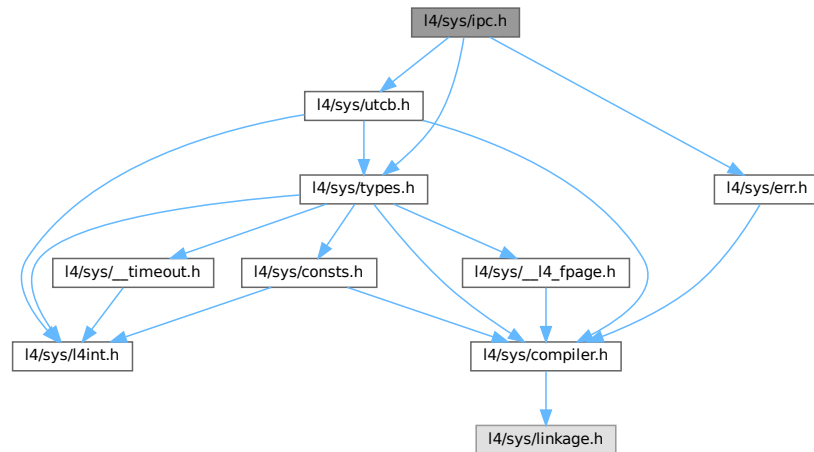 l4/sys/ipc.h
l4/sys/utcb.h
l4/sys/types.h
l4/sys/err.h
l4/sys/__timeout.h
l4/sys/consts.h
l4/sys/__l4_fpage.h
l4/sys/l4int.h
l4/sys/compiler.h
l4/sys/linkage.h